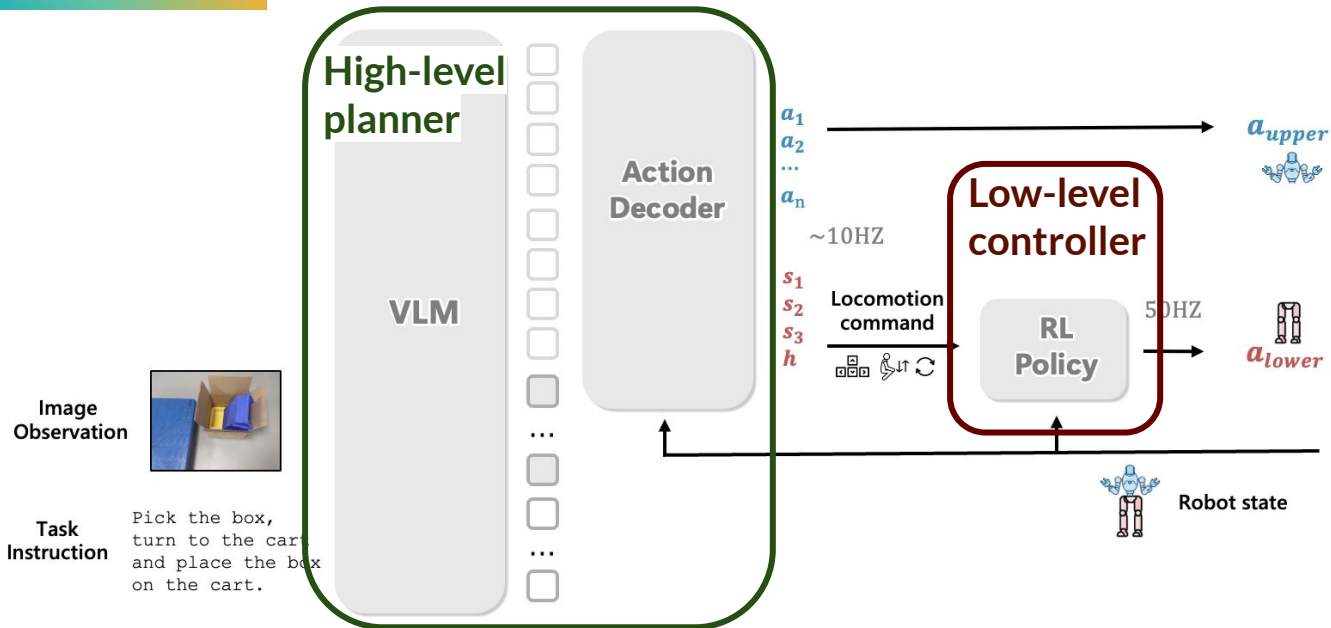 High-level
planner
VLM
Action
Decoder
a1
a2
...
an
~10HZ
s1
s2
s3
h
Locomotion
command
Low-level
controller
RL
Policy
50HZ
aupper
alower
Image
Observation
Task
Instruction
Pick the box,
turn to the cart
and place the box
on the cart.
...
...
Robot state